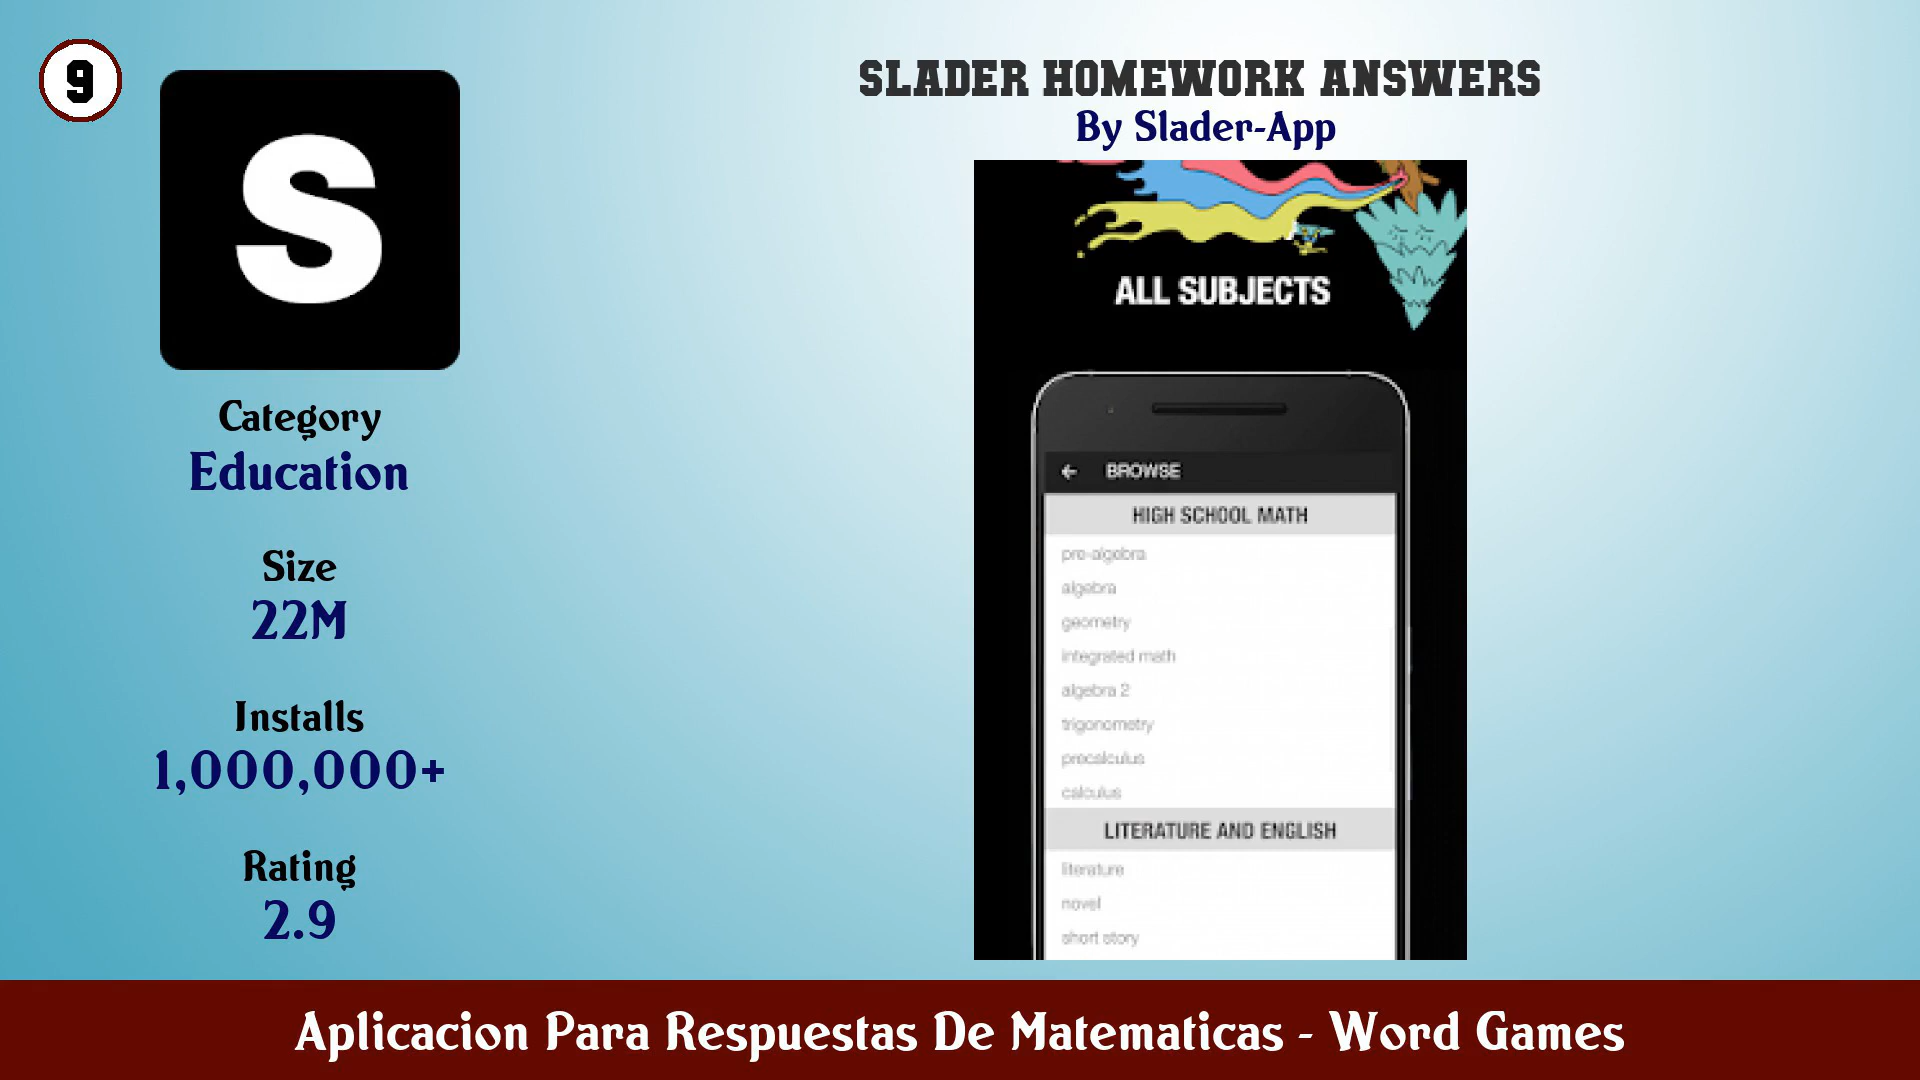 9
S
Category
Education
Size
22M
Installs
1,000,000+
Rating
2.9
SLADER HOMEWORK ANSWERS
By Slader-App
ALL SUBJECTS
BROWSE
HIGH SCHOOL MATH
pre-algebra
algebra
geometry
integrated math
algebra 2
trigonometry
precalculus
calculus
LITERATURE AND ENGLISH
literature
novel
short story
Aplicacion Para Respuestas De Matematicas - Word Games